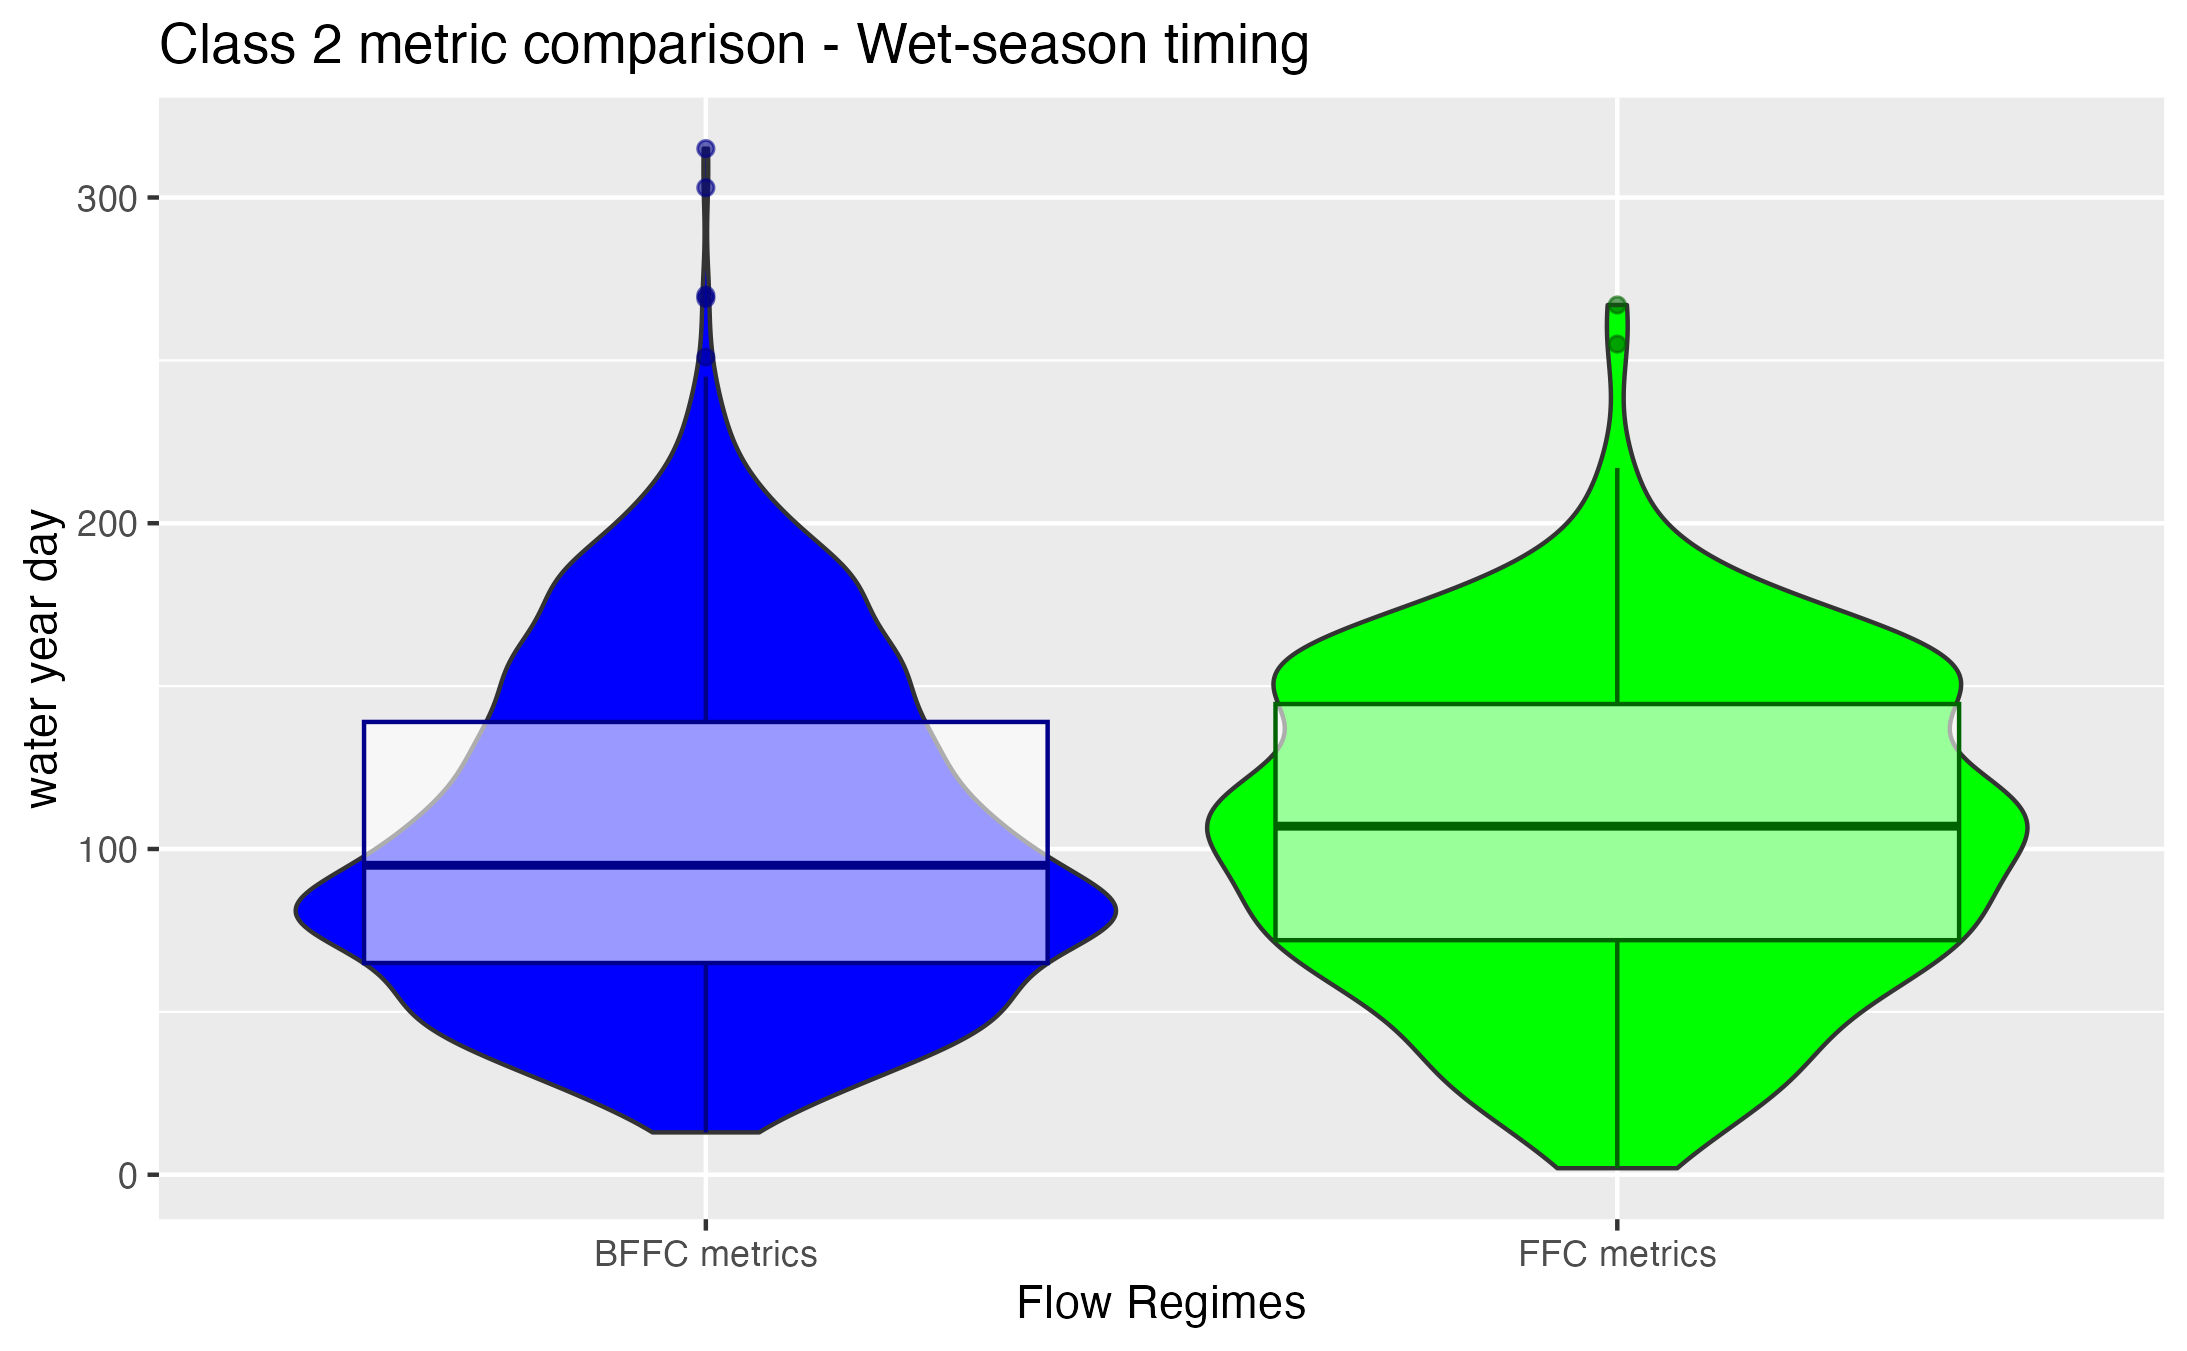 Class 2 metric comparison - Wet-season timing
water year day
300
200
100
0
BFFC metrics
FFC metrics
Flow Regimes